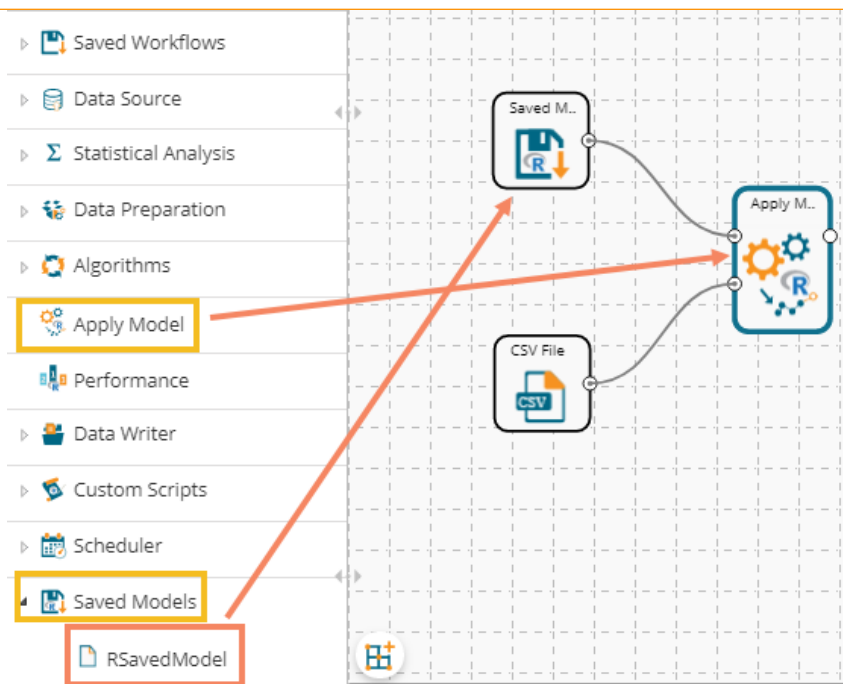 Saved Workflows
Data Source
Statistical Analysis
Data Preparation
Algorithms
Apply Model
Performance
Data Writer
Custom Scripts
Scheduler
Saved Models
RSavedModel
Saved M..
R
Apply M..
R
CSV File
CSV